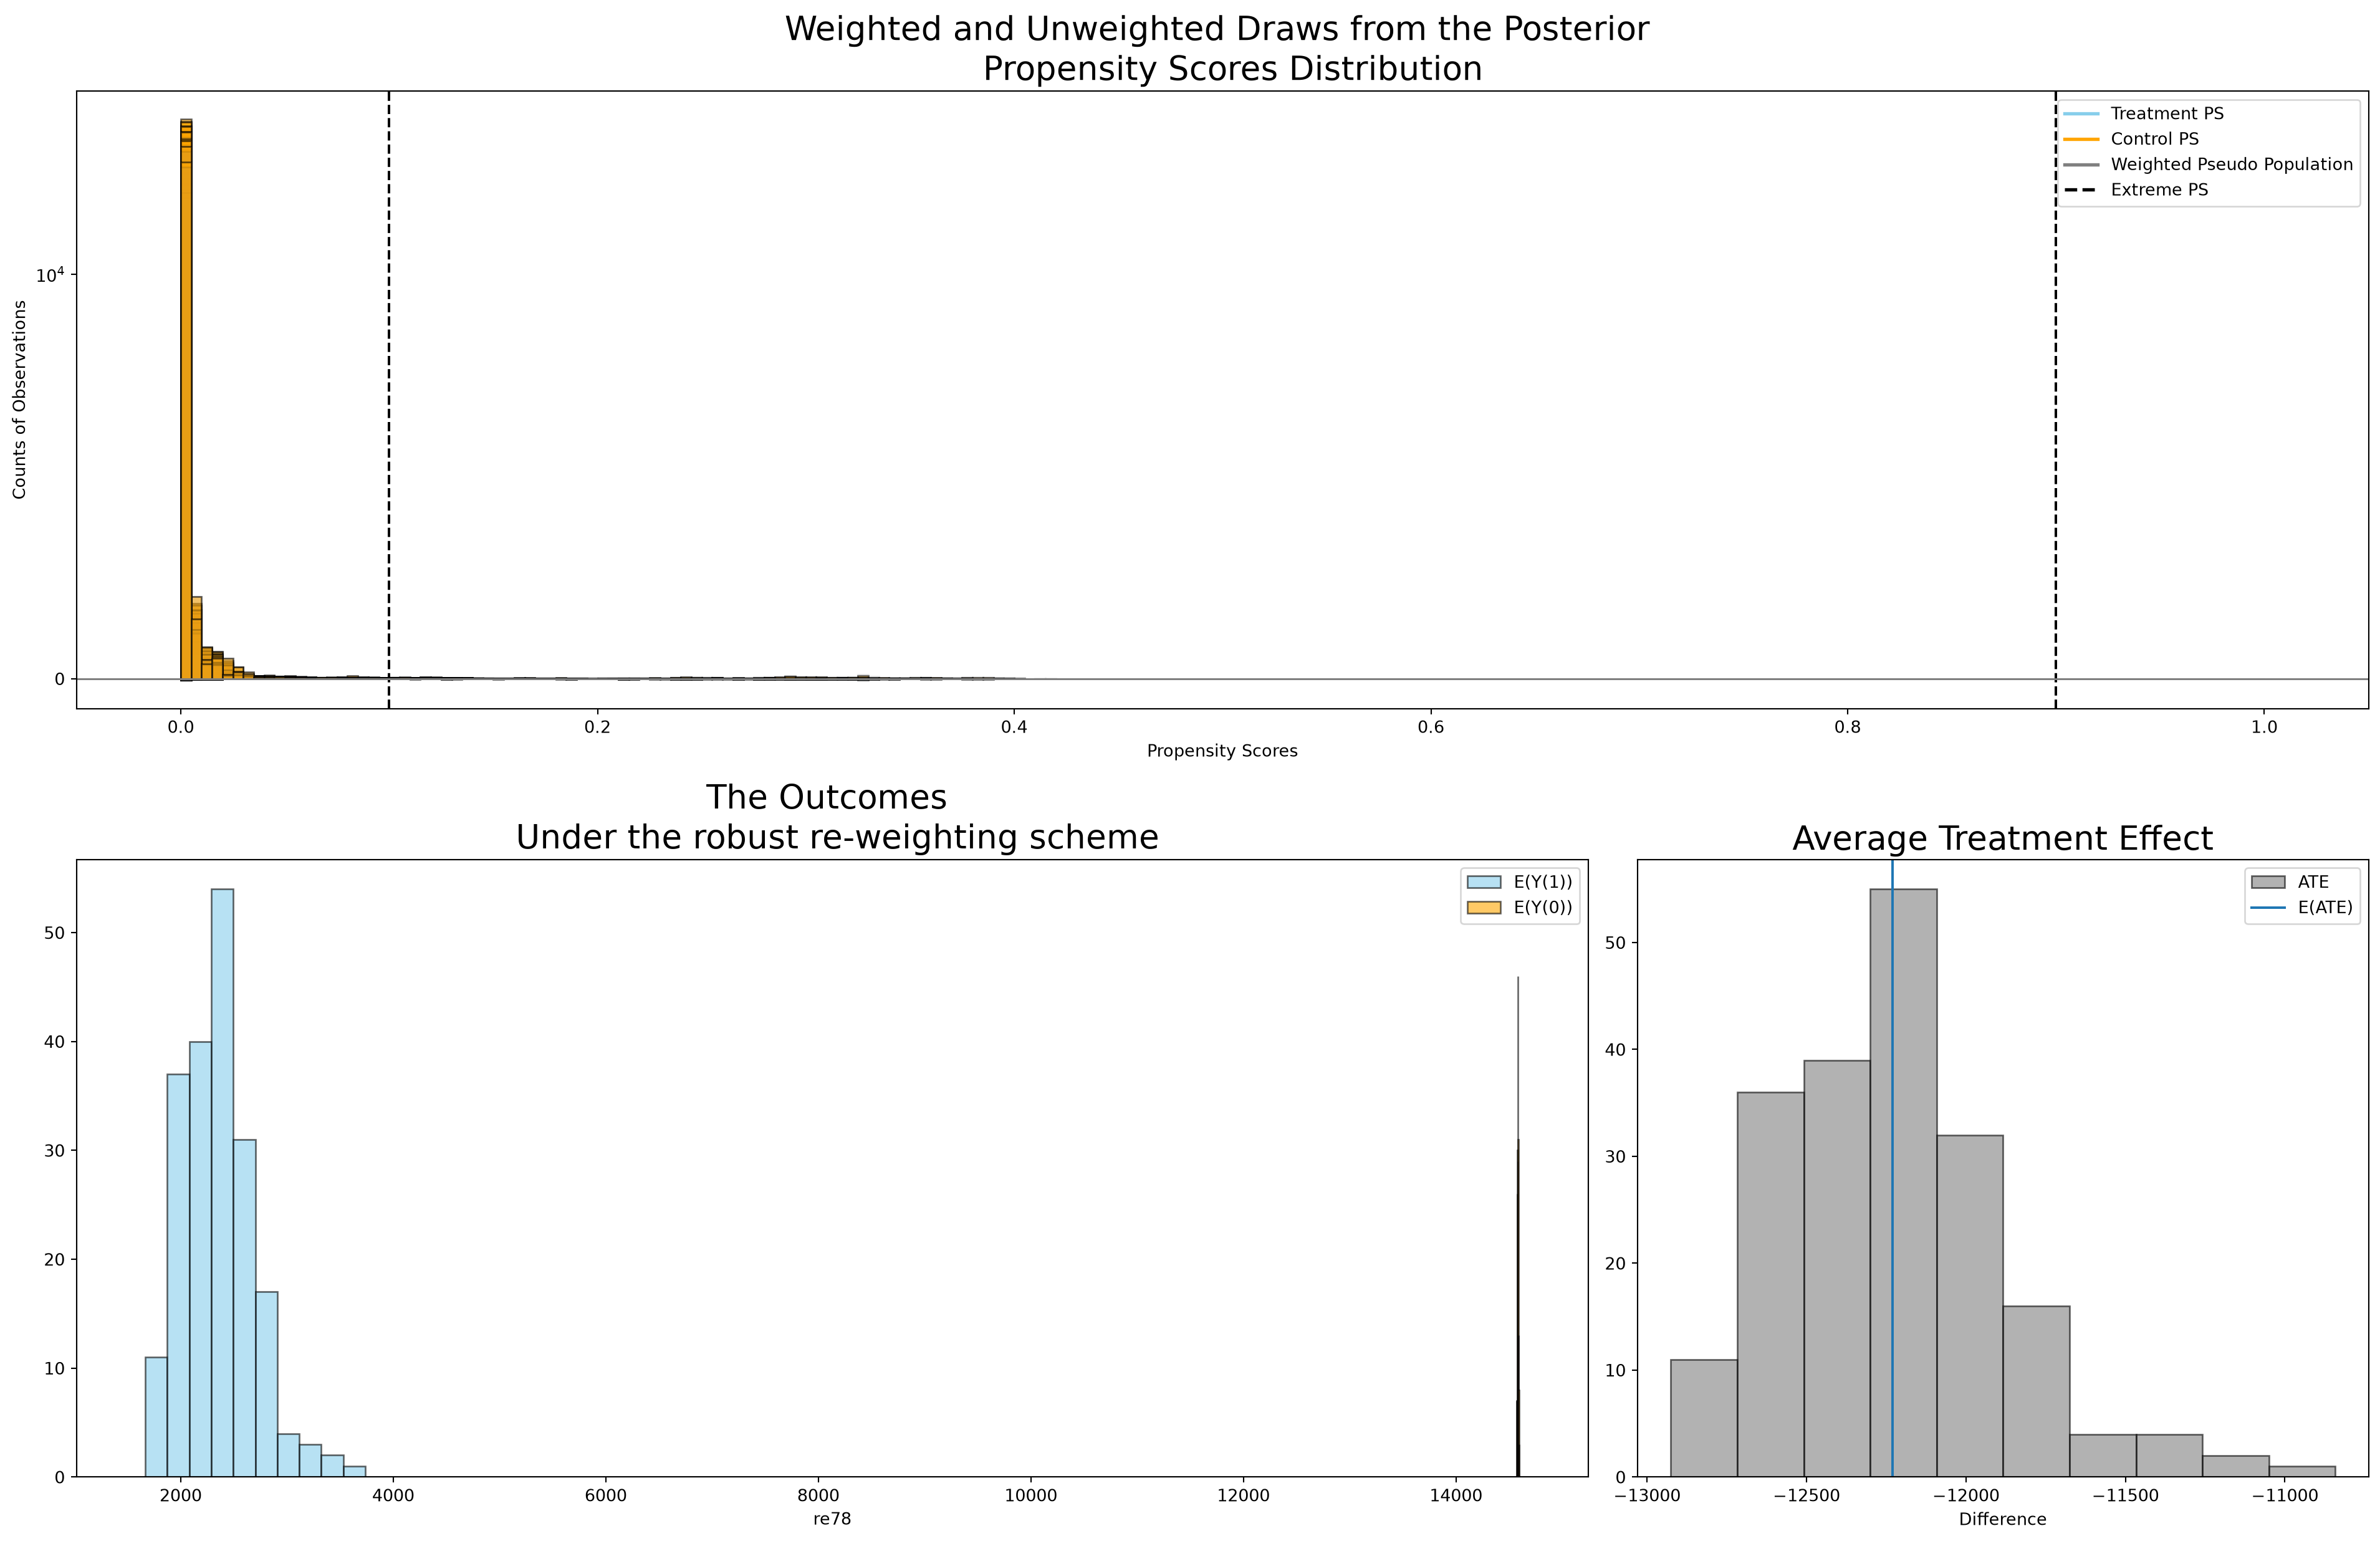 Weighted and Unweighted Draws from the Posterior
Propensity Scores Distribution
Treatment PS
Control PS
Weighted Pseudo Population
Extreme PS
Counts of Observations
10⁴
0
0.0 0.2 0.4 0.6 0.8 1.0
Propensity Scores
The Outcomes
Under the robust re-weighting scheme
E(Y(1))
E(Y(0))
50
40
30
20
10
0
2000 4000 6000 8000 10000 12000 14000
re78
Average Treatment Effect
ATE
E(ATE)
50
40
30
20
10
0
−13000 −12500 −12000 −11500 −11000
Difference